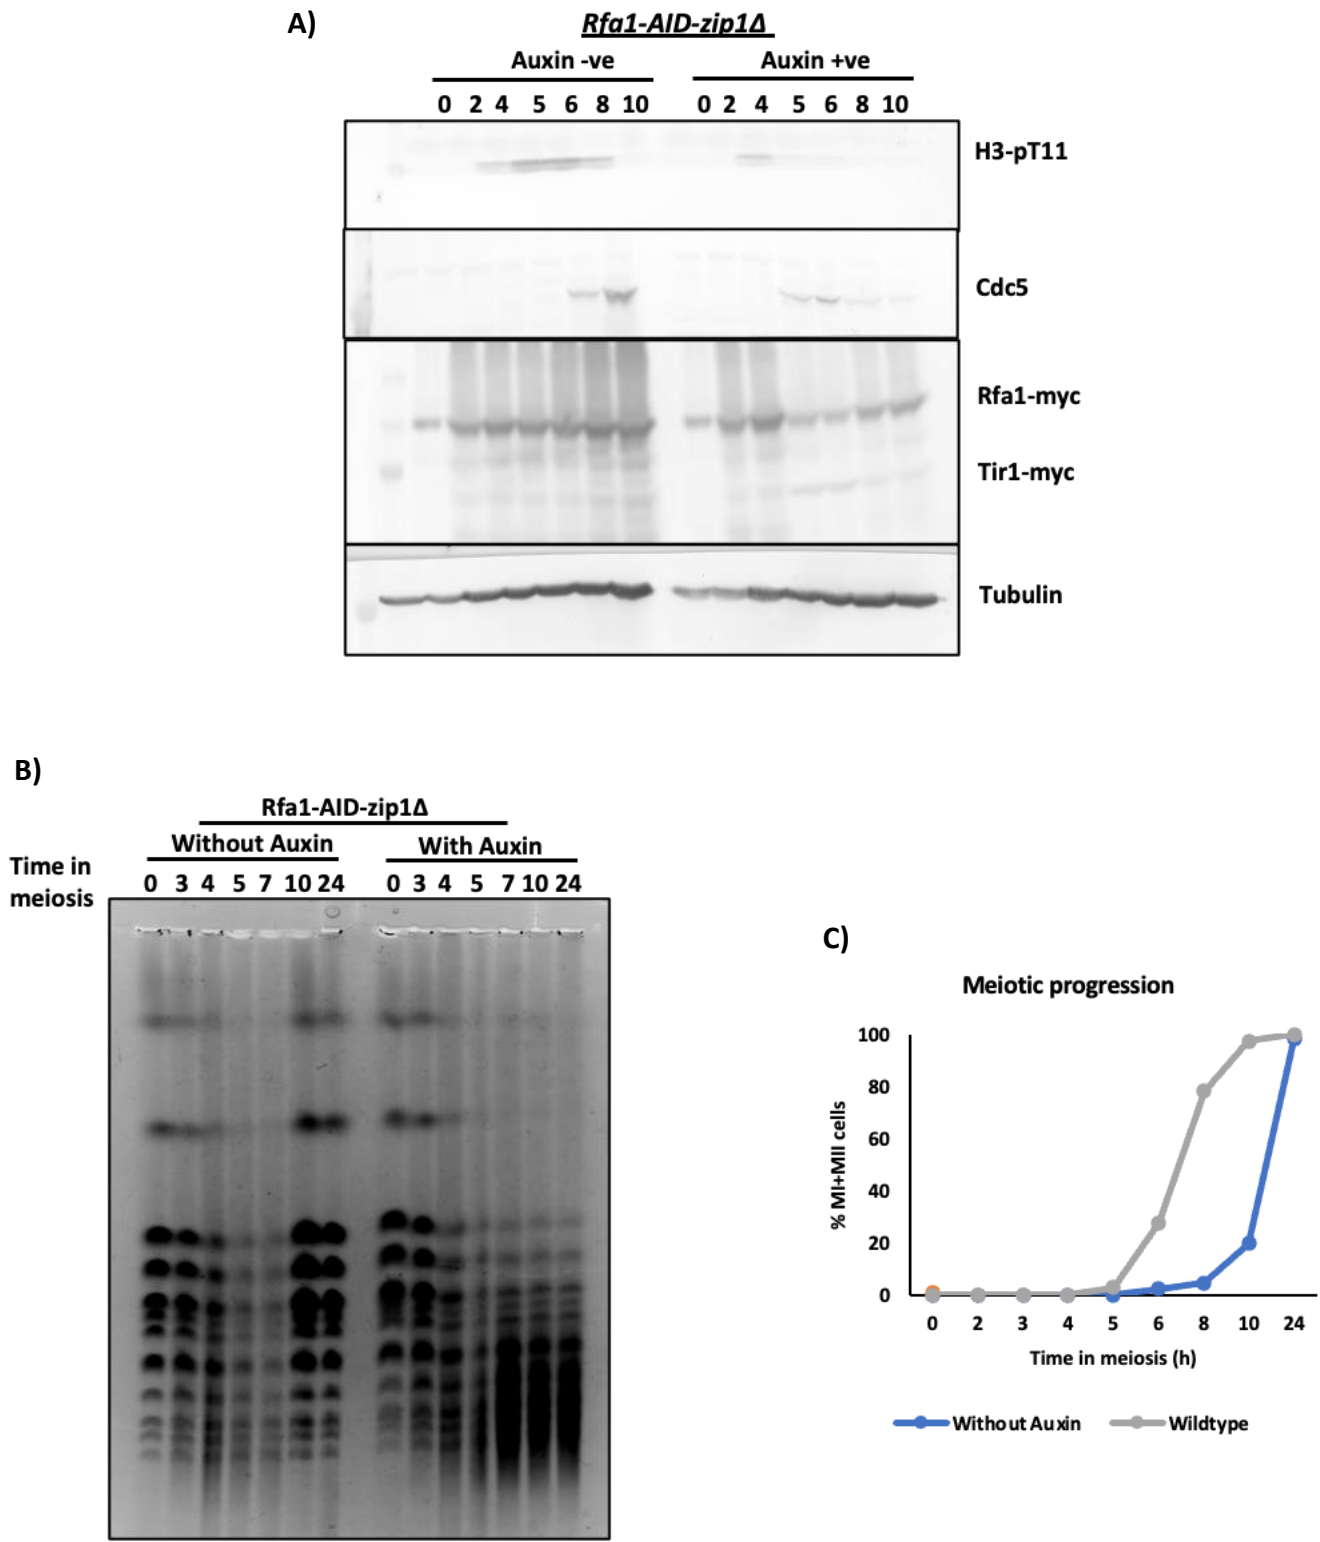 A)
Rfa1-AID-zip1Δ
Auxin -ve
Auxin +ve
0 2 4 5 6 8 10
0 2 4 5 6 8 10
H3-pT11
Cdc5
Rfa1-myc
Tir1-myc
Tubulin
B)
Rfa1-AID-zip1Δ
Without Auxin
With Auxin
Time in
meiosis
0 3 4 5 7 10 24
0 3 4 5 7 10 24
C)
Meiotic progression
% MI+MII cells
100
80
60
40
20
0
0 2 3 4 5 6 8 10 24
Time in meiosis (h)
Without Auxin
Wildtype